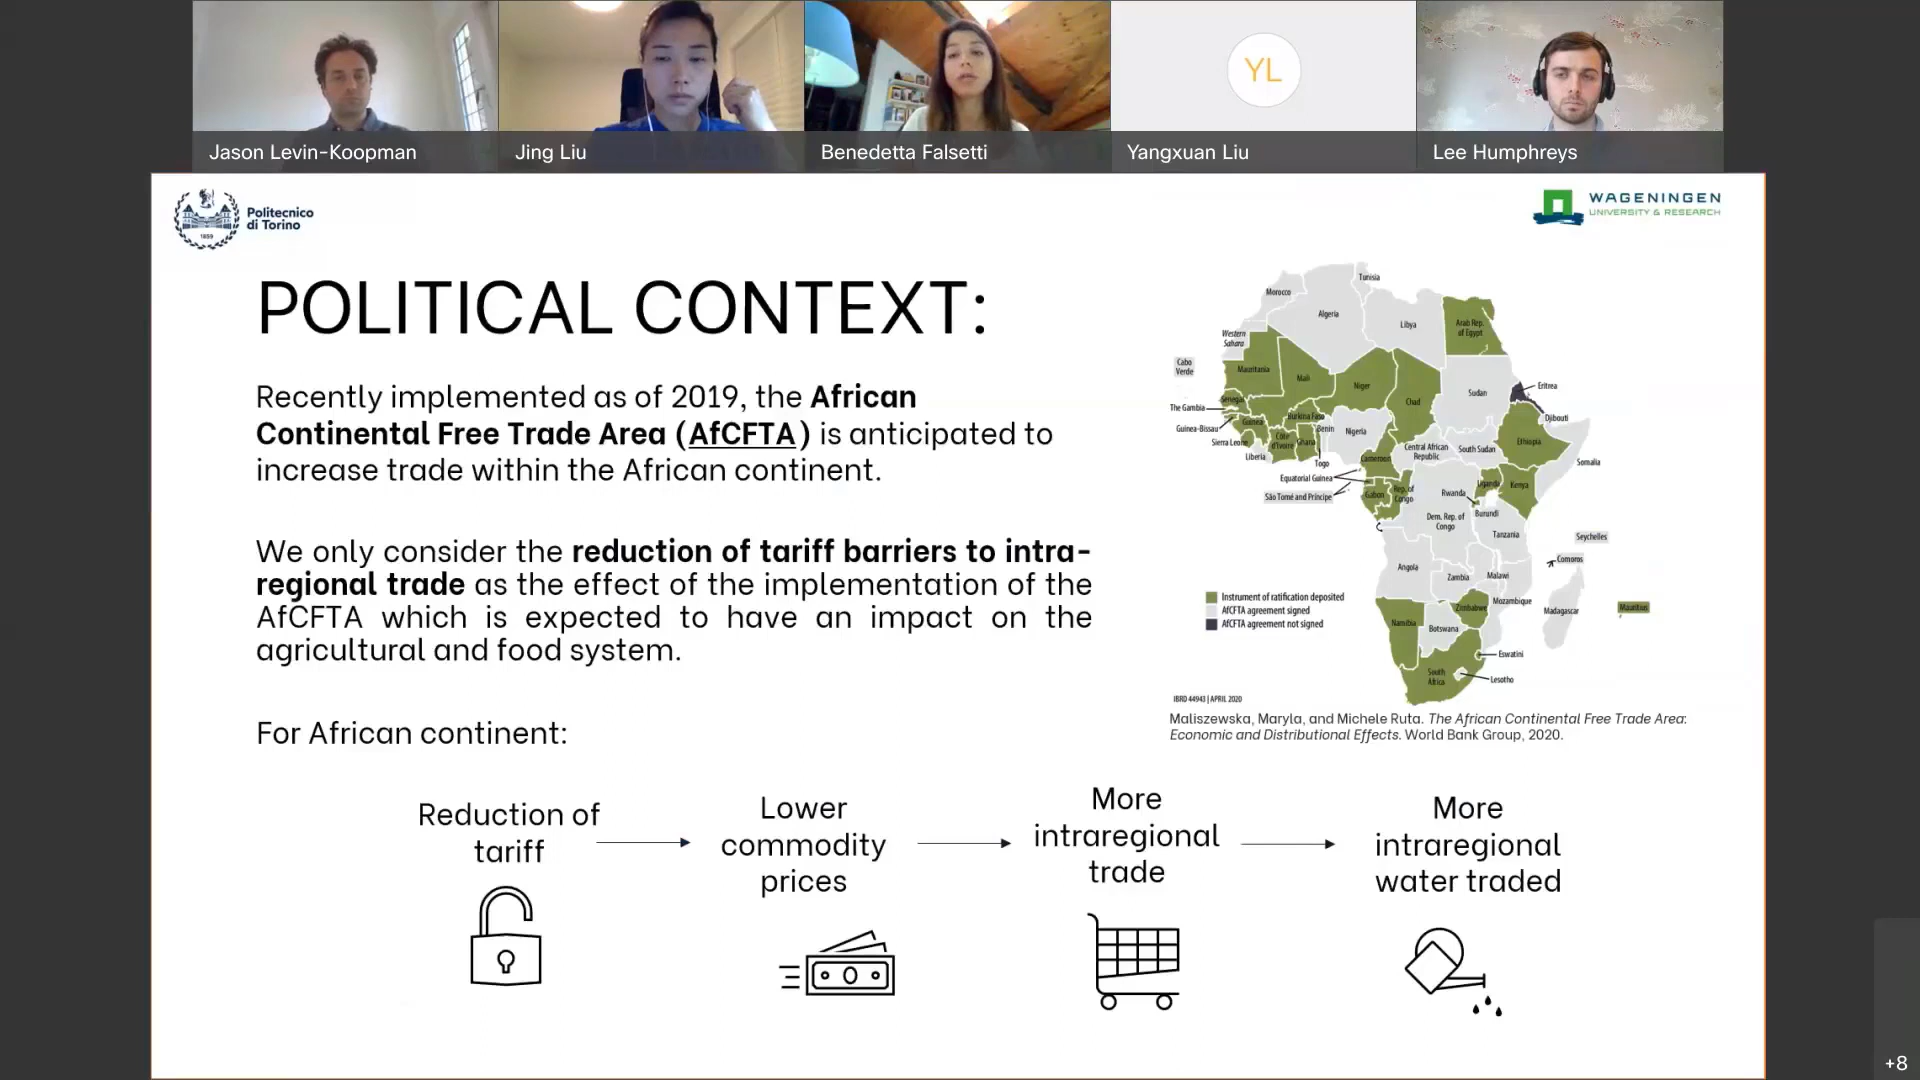 Jason Levin-Koopman
Jing Liu
Benedetta Falsetti
YL
Yangxuan Liu
Lee Humphreys
Politecnico
di Torino
1859
WAGENINGEN
UNIVERSITY & RESEARCH
POLITICAL CONTEXT:
Recently implemented as of 2019, the African
Continental Free Trade Area (AfCFTA) is anticipated to
increase trade within the African continent.
We only consider the reduction of tariff barriers to intra-
regional trade as the effect of the implementation of the
AfCFTA which is expected to have an impact on the
agricultural and food system.
For African continent:
Tunisia
Morocco
Algeria
Libya
Arab Rep.
of Egypt
Western
Sahara
Cabo
Verde
Mauritania
Mali
Niger
Chad
Sudan
Eritrea
Senegal
The Gambia
Guinea-Bissau
Guinea
Sierra Leone
Liberia
Côte
d'Ivoire
Burkina Faso
Ghana
Benin
Togo
Nigeria
Cameroon
Central African
Republic
South Sudan
Djibouti
Ethiopia
Somalia
Equatorial Guinea
São Tomé and Príncipe
Gabon
Rep. of
Congo
Uganda
Kenya
Rwanda
Burundi
Dem. Rep. of
Congo
Tanzania
Seychelles
Comoros
Angola
Zambia
Malawi
Mozambique
Madagascar
Mauritius
Zimbabwe
Namibia
Botswana
Eswatini
South
Africa
Lesotho
Instrument of ratification deposited
AfCFTA agreement signed
AfCFTA agreement not signed
IBRD 44943 | APRIL 2020
Maliszewska, Maryla, and Michele Ruta. The African Continental Free Trade Area:
Economic and Distributional Effects. World Bank Group, 2020.
Reduction of
tariff
Lower
commodity
prices
More
intraregional
trade
More
intraregional
water traded
+8